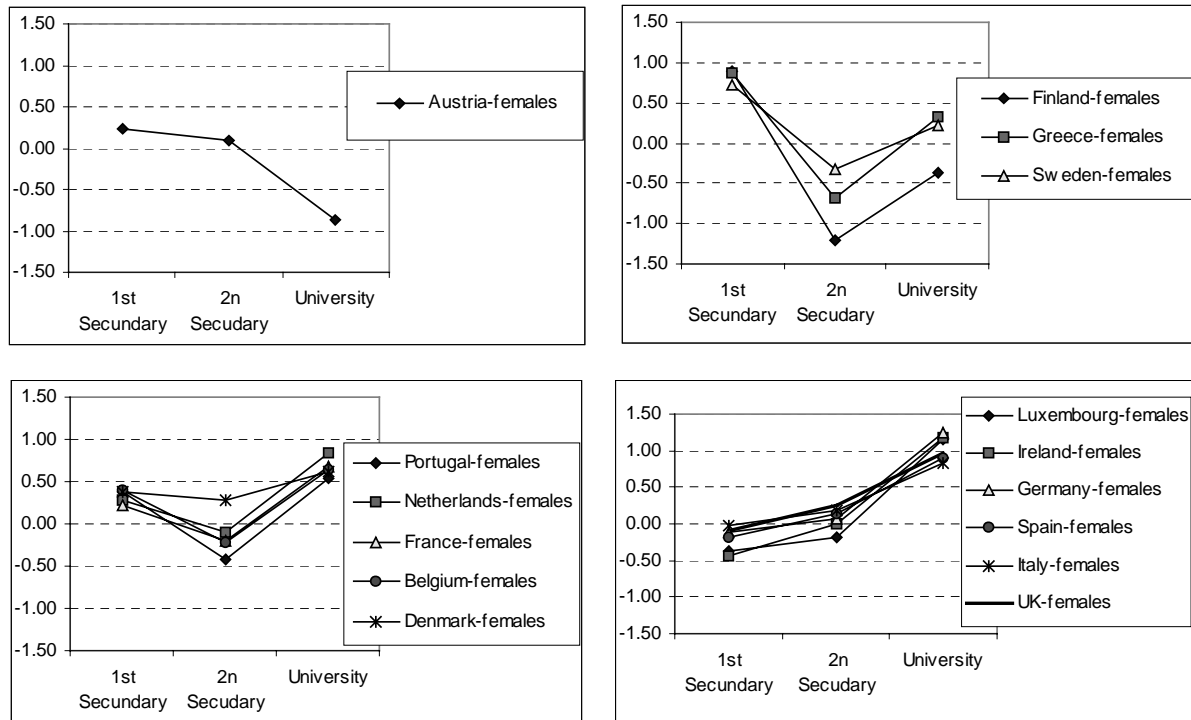 1.50
1.00
0.50
0.00
-0.50
-1.00
-1.50
1st
Secundary
2n
Secudary
University
Austria-females
1.50
1.00
0.50
0.00
-0.50
-1.00
-1.50
1st
Secundary
2n
Secudary
University
Finland-females
Greece-females
Sweden-females
1.50
1.00
0.50
0.00
-0.50
-1.00
-1.50
1st
Secundary
2n
Secudary
University
Portugal-females
Netherlands-females
France-females
Belgium-females
Denmark-females
1.50
1.00
0.50
0.00
-0.50
-1.00
-1.50
1st
Secundary
2n
Secudary
University
Luxembourg-females
Ireland-females
Germany-females
Spain-females
Italy-females
UK-females